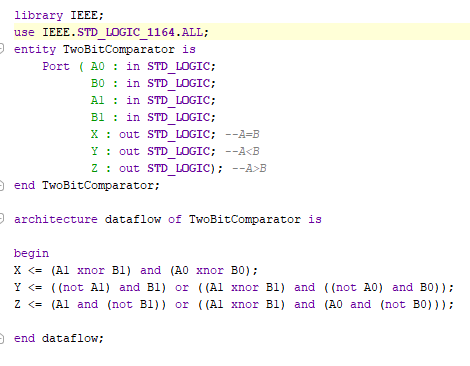 library IEEE;
use IEEE.STD_LOGIC_1164.ALL;
entity TwoBitComparator is
    Port ( A0 : in STD_LOGIC;
           B0 : in STD_LOGIC;
           A1 : in STD_LOGIC;
           B1 : in STD_LOGIC;
           X : out STD_LOGIC; --A=B
           Y : out STD_LOGIC; --A<B
           Z : out STD_LOGIC); --A>B
end TwoBitComparator;
architecture dataflow of TwoBitComparator is
begin
X <= (A1 xnor B1) and (A0 xnor B0);
Y <= ((not A1) and B1) or ((A1 xnor B1) and ((not A0) and B0));
Z <= (A1 and (not B1)) or ((A1 xnor B1) and (A0 and (not B0)));
end dataflow;